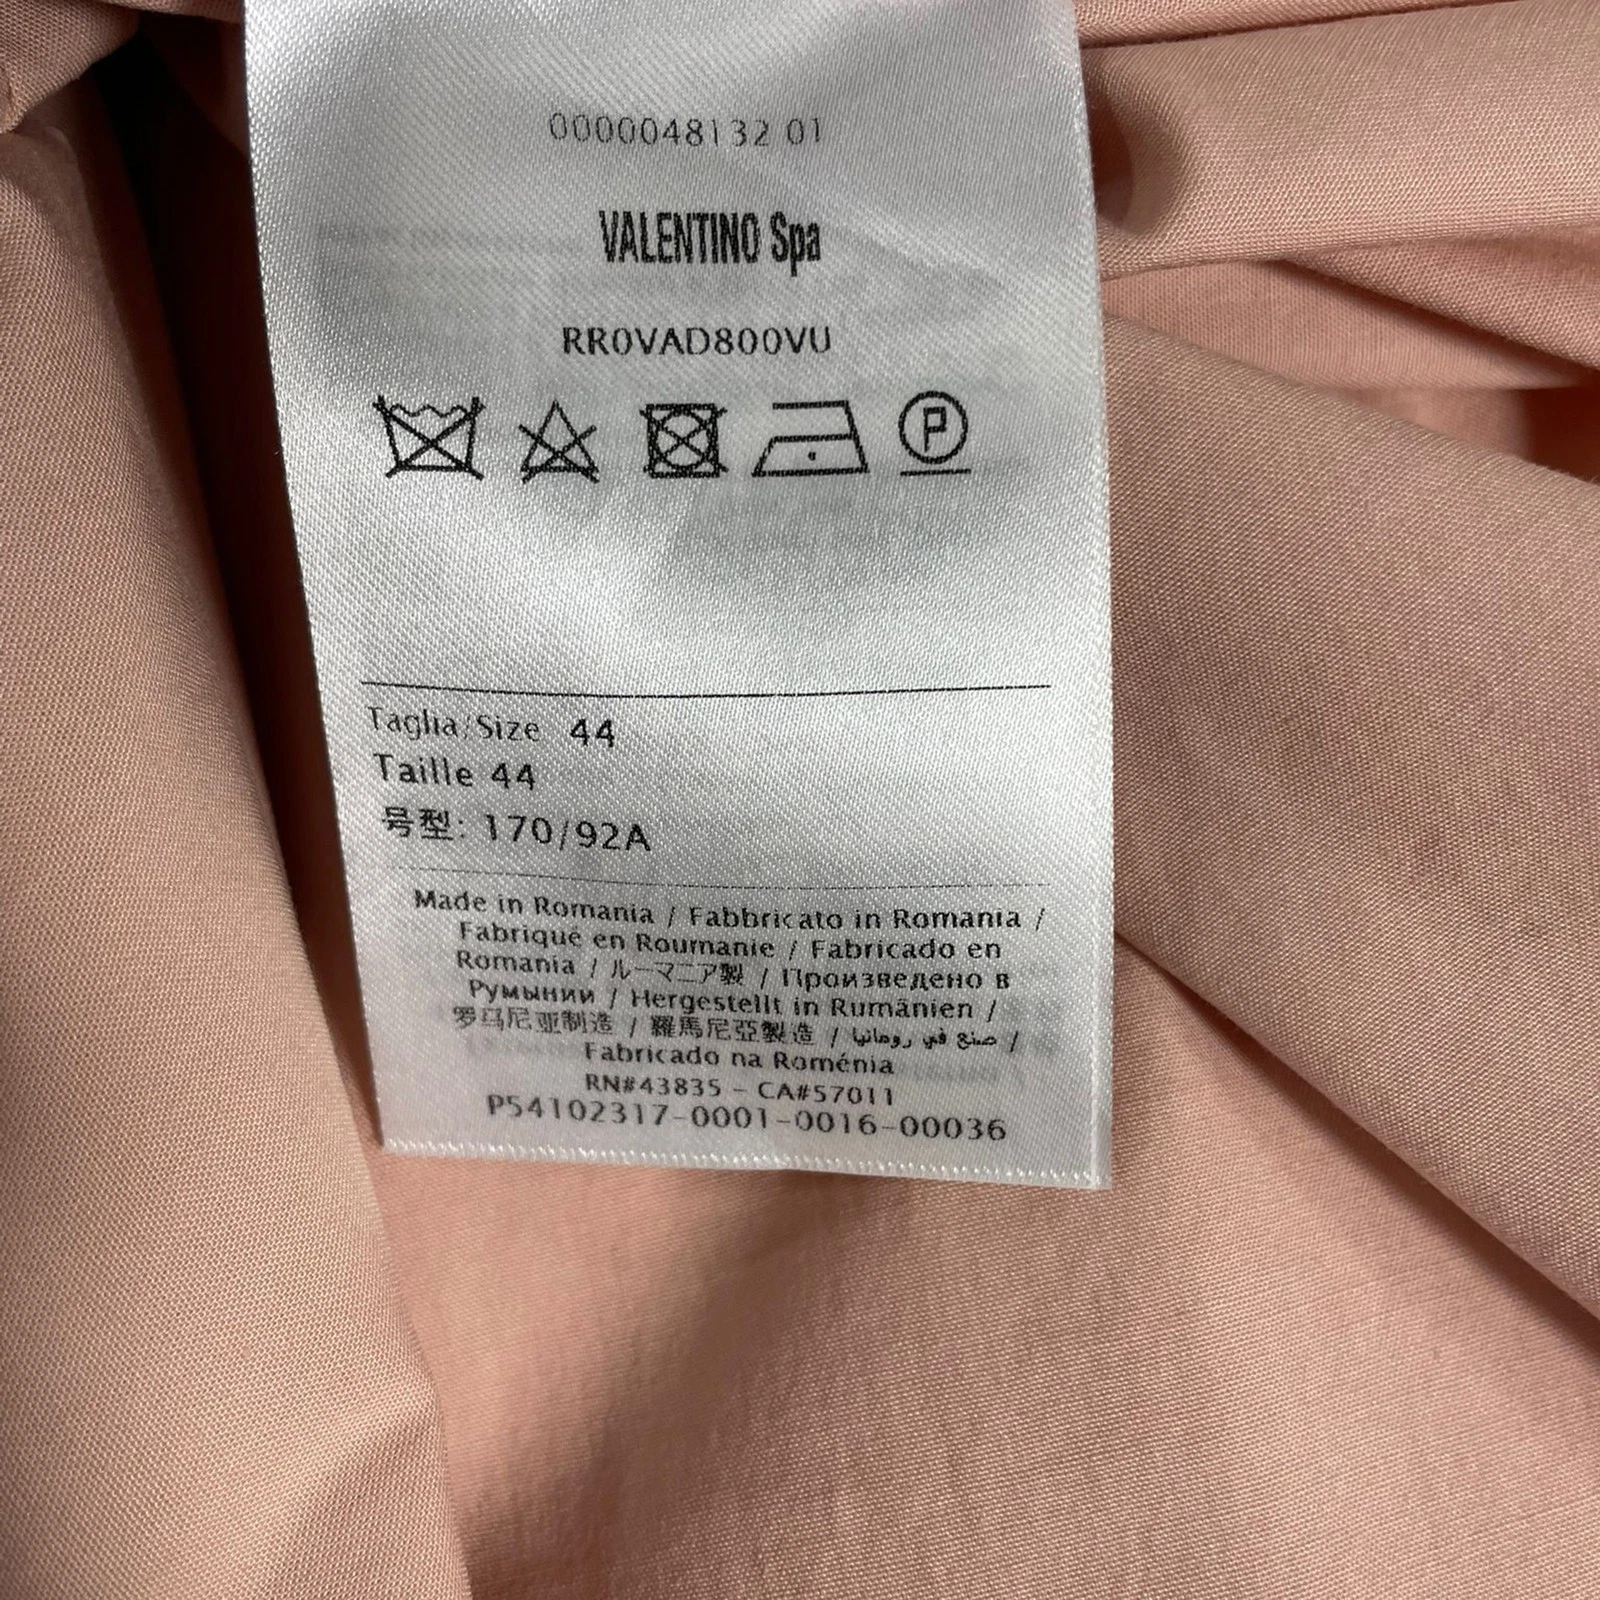 0000048132 01
VALENTINO Spa
RR0VAD800VU
P
Taglia/Size 44
Taille 44
号型: 170/92A
Made in Romania / Fabbricato in Romania /
Fabriqué en Roumanie / Fabricado en
Romania / ルーマニア製 / Произведено в
Румынии / Hergestellt in Rumänien /
罗马尼亚制造 / 羅馬尼亞製造 / صنع في رومانيا /
Fabricado na Roménia
RN#43835 - CA#57011
P54102317-0001-0016-00036